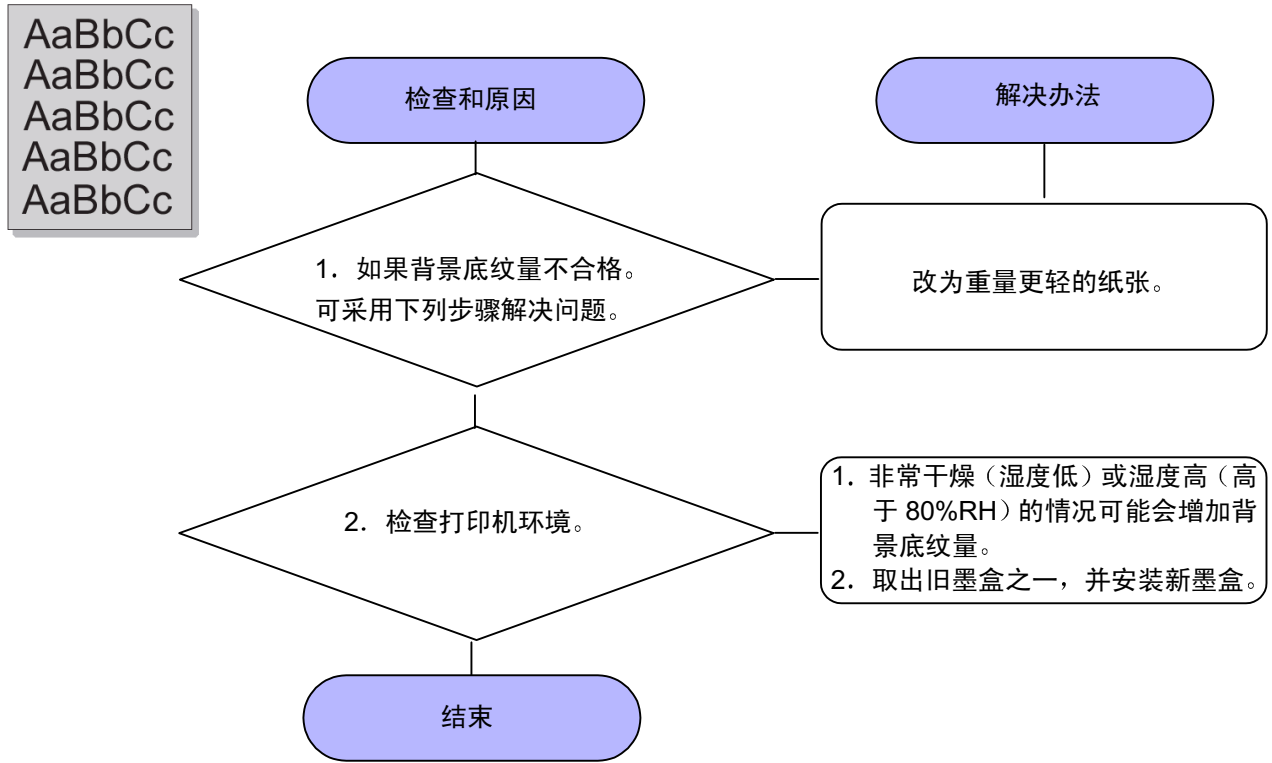 AaBbCc
AaBbCc
AaBbCc
AaBbCc
AaBbCc
检查和原因
解决办法
1. 如果背景底纹量不合格。
可采用下列步骤解决问题。
改为重量更轻的纸张。
2. 检查打印机环境。
1. 非常干燥（湿度低）或湿度高（高
于 80%RH）的情况可能会增加背
景底纹量。
2. 取出旧墨盒之一，并安装新墨盒。
结束